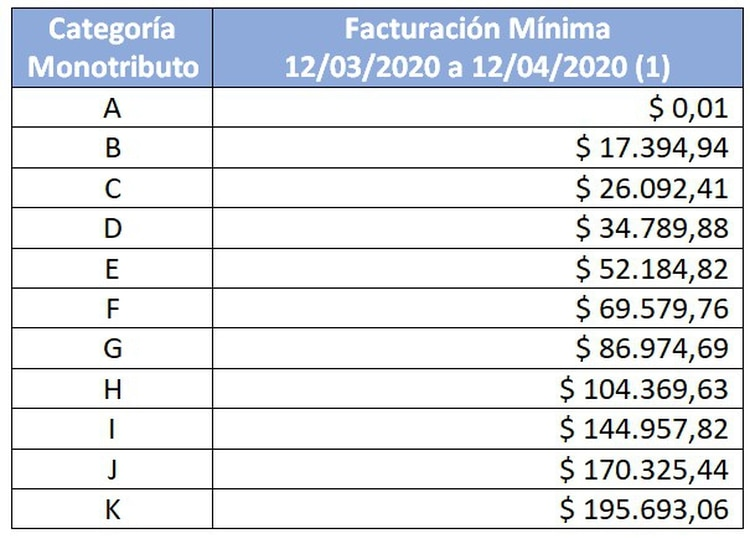 Categoría Monotributo | Facturación Mínima 12/03/2020 a 12/04/2020 (1)
A $ 0,01
B $ 17.394,94
C $ 26.092,41
D $ 34.789,88
E $ 52.184,82
F $ 69.579,76
G $ 86.974,69
H $ 104.369,63
I $ 144.957,82
J $ 170.325,44
K $ 195.693,06